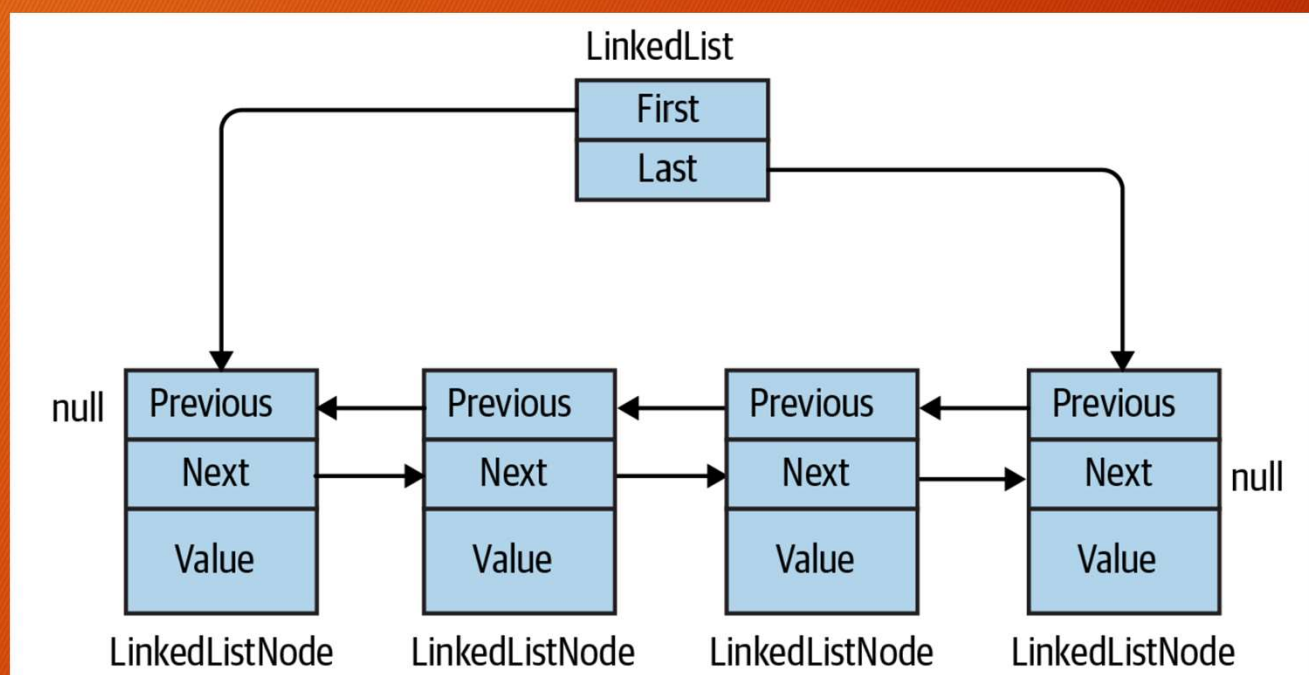 LinkedList
First
Last
null Previous Previous Previous Previous
Next Next Next Next null
Value Value Value Value
LinkedListNode LinkedListNode LinkedListNode LinkedListNode